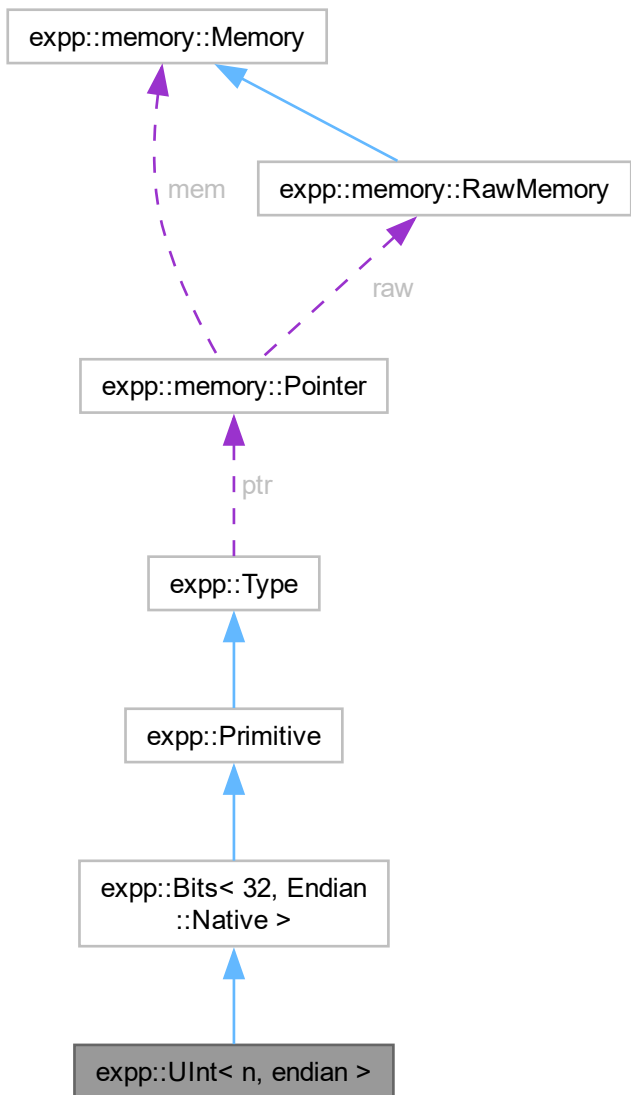 expp::memory::Memory
expp::memory::RawMemory
mem
raw
expp::memory::Pointer
ptr
expp::Type
expp::Primitive
expp::Bits< 32, Endian
::Native >
expp::UInt< n, endian >